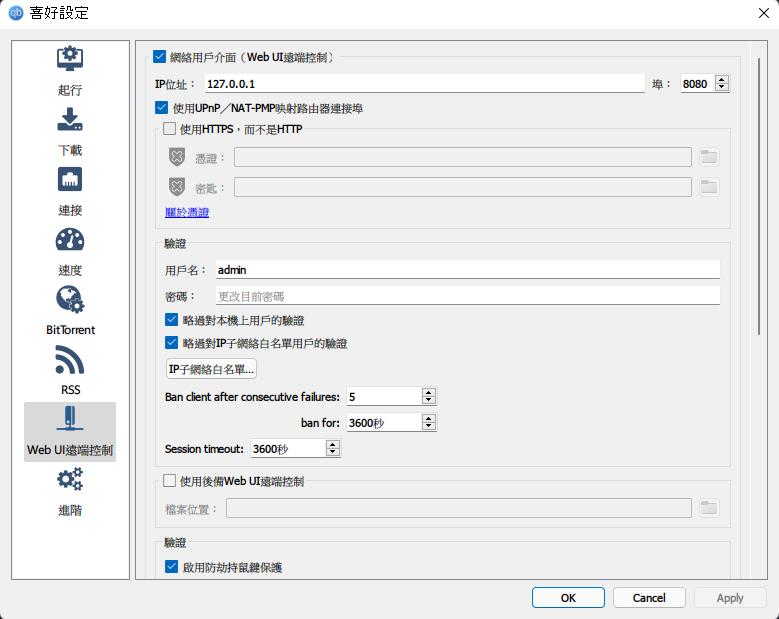 喜好設定
起行
下載
連接
速度
BitTorrent
RSS
Web UI遠端控制
進階
網絡用戶介面（Web UI遠端控制）
IP位址： 127.0.0.1 埠： 8080
使用UPnP／NAT-PMP映射路由器連接埠
使用HTTPS，而不是HTTP
憑證：
密匙：
關於憑證
驗證
用戶名： admin
密碼： 更改目前密碼
略過對本機上用戶的驗證
略過對IP子網絡白名單用戶的驗證
IP子網絡白名單...
Ban client after consecutive failures: 5
ban for: 3600秒
Session timeout: 3600秒
使用後備Web UI遠端控制
檔案位置：
驗證
啟用防劫持鼠鍵保護
OK Cancel Apply